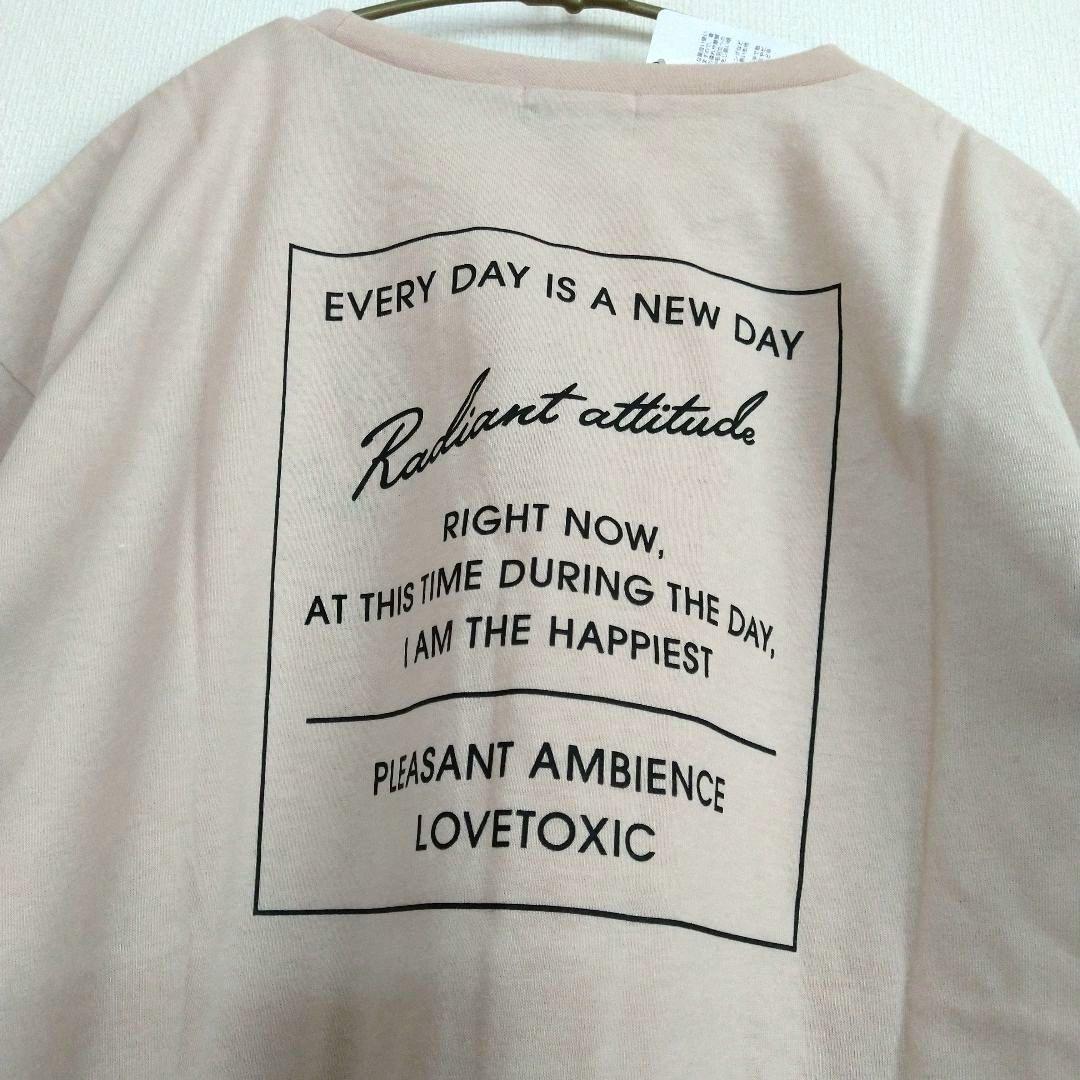 EVERY DAY IS A NEW DAY
Radiant attitude
RIGHT NOW,
AT THIS TIME DURING THE DAY,
I AM THE HAPPIEST
PLEASANT AMBIENCE
LOVETOXIC